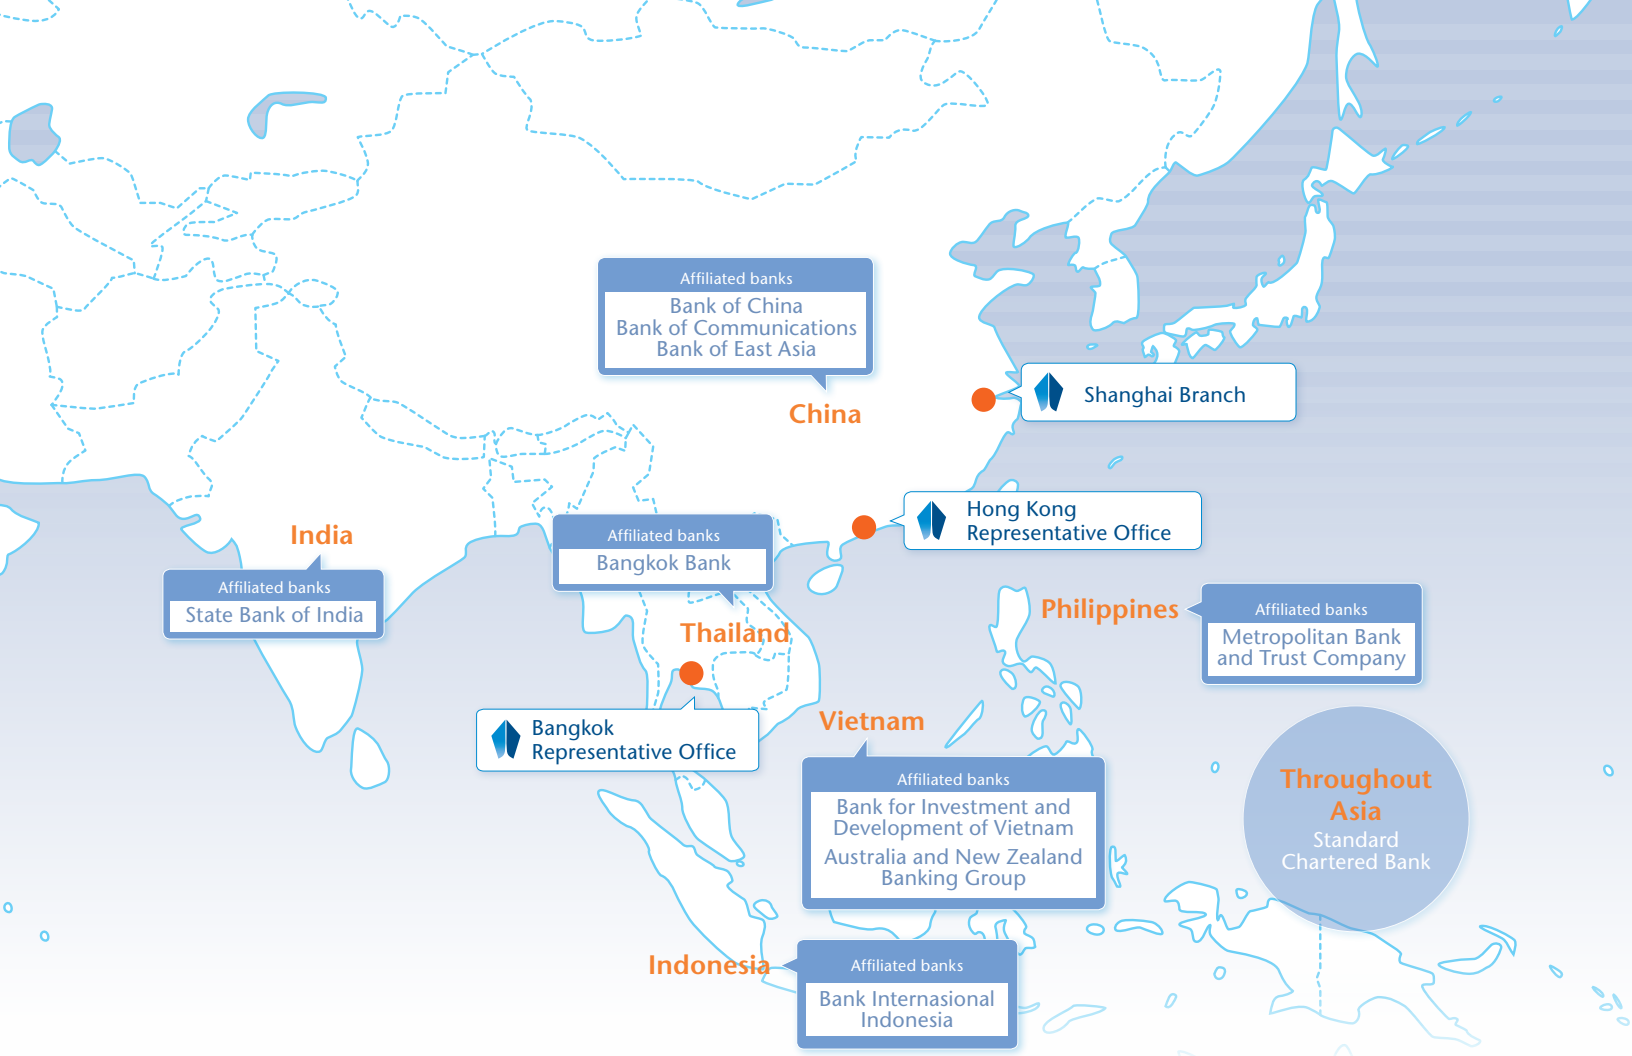 Affiliated banks
Bank of China
Bank of Communications
Bank of East Asia
China
Shanghai Branch
Hong Kong
Representative Office
India
Affiliated banks
State Bank of India
Affiliated banks
Bangkok Bank
Thailand
Bangkok
Representative Office
Philippines
Affiliated banks
Metropolitan Bank
and Trust Company
Vietnam
Affiliated banks
Bank for Investment and
Development of Vietnam
Australia and New Zealand
Banking Group
Throughout
Asia
Standard
Chartered Bank
Indonesia
Affiliated banks
Bank Internasional
Indonesia